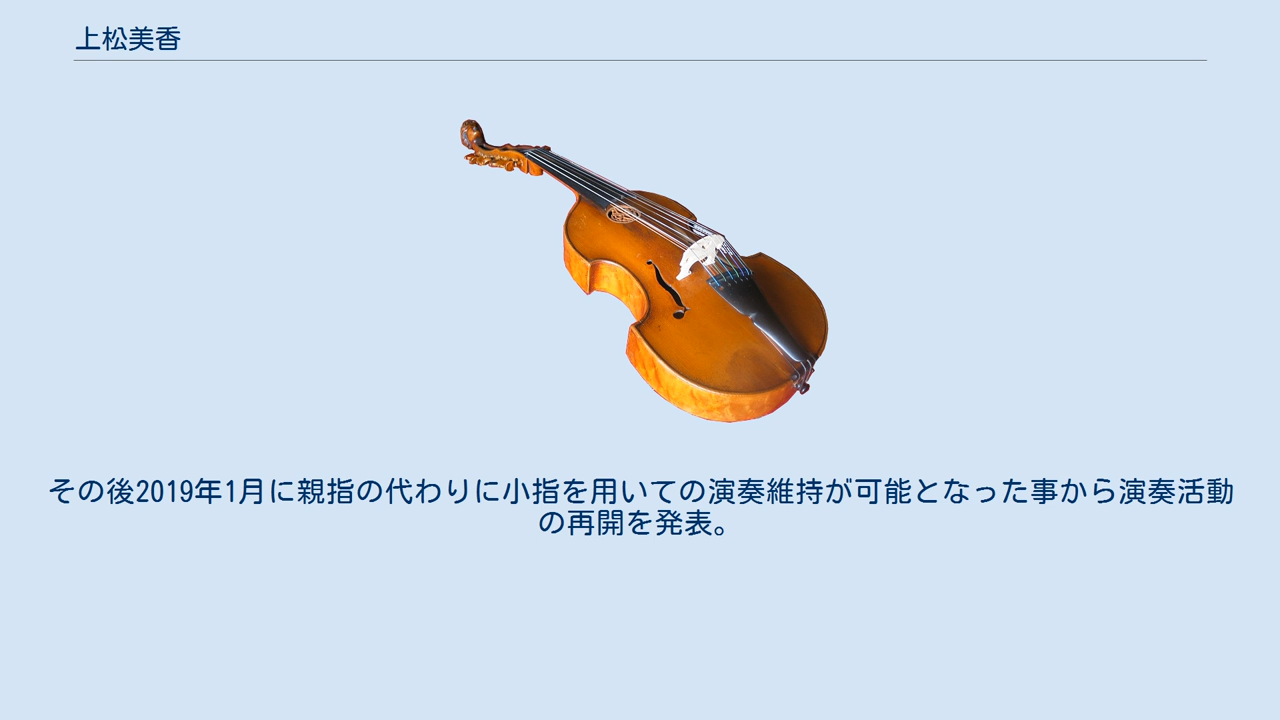 上松美香
その後2019年1月に親指の代わりに小指を用いての演奏維持が可能となった事から演奏活動
の再開を発表。